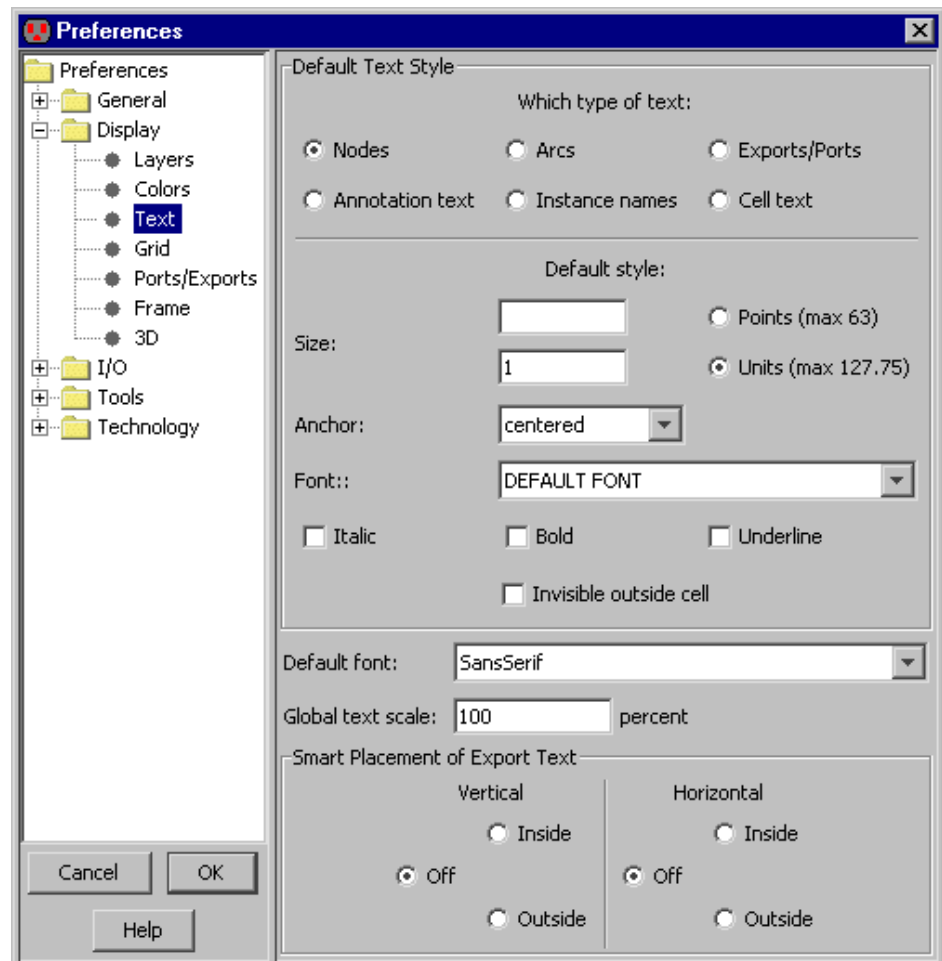 Preferences
Preferences
General
Display
Layers
Colors
Text
Grid
Ports/Exports
Frame
3D
I/O
Tools
Technology
Cancel OK
Help
Default Text Style
Which type of text:
Nodes Arcs Exports/Ports
Annotation text Instance names Cell text
Default style:
Size:
Points (max 63)
1 Units (max 127.75)
Anchor: centered
Font:: DEFAULT FONT
Italic Bold Underline
Invisible outside cell
Default font: SansSerif
Global text scale: 100 percent
Smart Placement of Export Text
Vertical Horizontal
Inside Inside
Off Off
Outside Outside